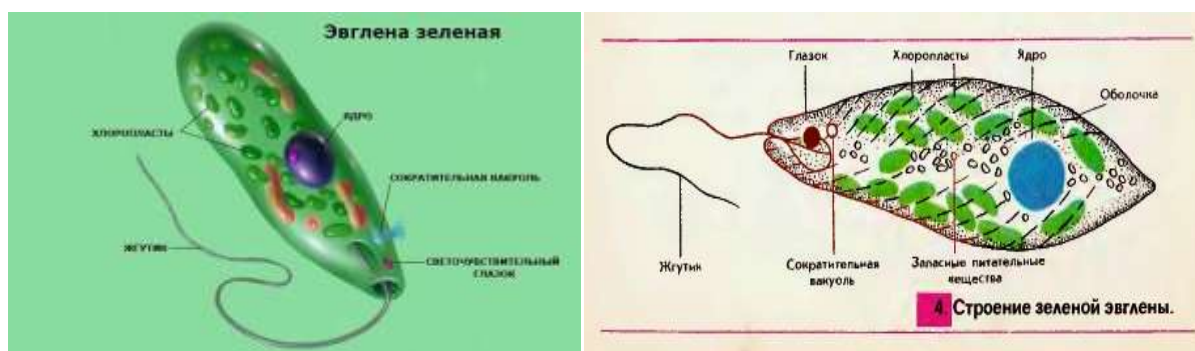 Эвглена зеленая
ХЛОРОПЛАСТЫ
ЯДРО
СОКРАТИТЕЛЬНАЯ ВАКУОЛЬ
ЖГУТИК
СВЕТОЧУВСТВИТЕЛЬНЫЙ
ГЛАЗОК
Глазок
Хлоропласты
Ядро
Оболочка
Жгутик
Сократительная
вакуоль
Запасные питательные
вещества
4. Строение зеленой эвглены.